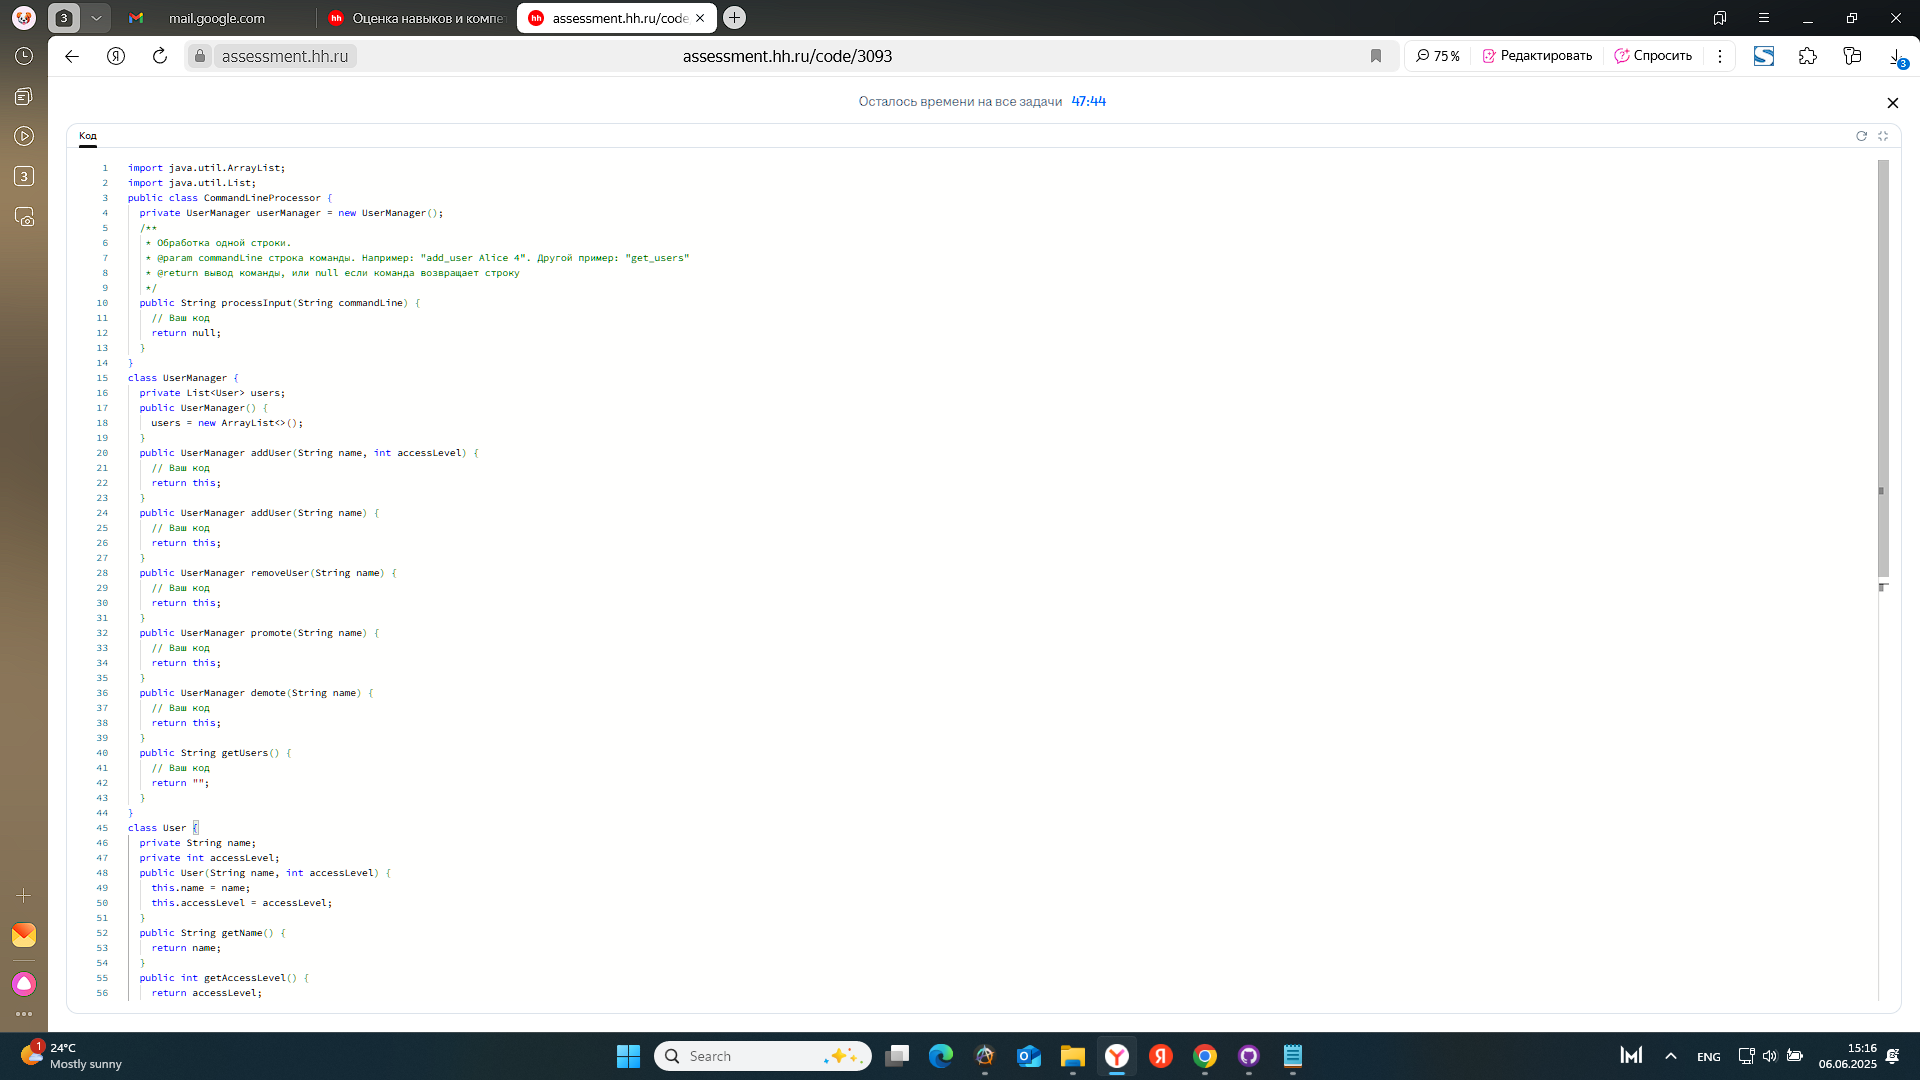 3
mail.google.com
Оценка навыков и компе
assessment.hh.ru/code
assessment.hh.ru
assessment.hh.ru/code/3093
75 %
Редактировать
Спросить
3
Осталось времени на все задачи 47:44
Код
1 import java.util.ArrayList;
2 import java.util.List;
3 public class CommandLineProcessor {
4 private UserManager userManager = new UserManager();
5 /**
6 * Обработка одной строки.
7 * @param commandLine строка команды. Например: "add_user Alice 4". Другой пример: "get_users"
8 * @return вывод команды, или null если команда возвращает строку
9 */
10 public String processInput(String commandLine) {
11 // Ваш код
12 return null;
13 }
14 }
15 class UserManager {
16 private List<User> users;
17 public UserManager() {
18 users = new ArrayList<>();
19 }
20 public UserManager addUser(String name, int accessLevel) {
21 // Ваш код
22 return this;
23 }
24 public UserManager addUser(String name) {
25 // Ваш код
26 return this;
27 }
28 public UserManager removeUser(String name) {
29 // Ваш код
30 return this;
31 }
32 public UserManager promote(String name) {
33 // Ваш код
34 return this;
35 }
36 public UserManager demote(String name) {
37 // Ваш код
38 return this;
39 }
40 public String getUsers() {
41 // Ваш код
42 return "";
43 }
44 }
45 class User {
46 private String name;
47 private int accessLevel;
48 public User(String name, int accessLevel) {
49 this.name = name;
50 this.accessLevel = accessLevel;
51 }
52 public String getName() {
53 return name;
54 }
55 public int getAccessLevel() {
56 return accessLevel;
3
1
24°C
Mostly sunny
Search
ENG
15:16
06.06.2025